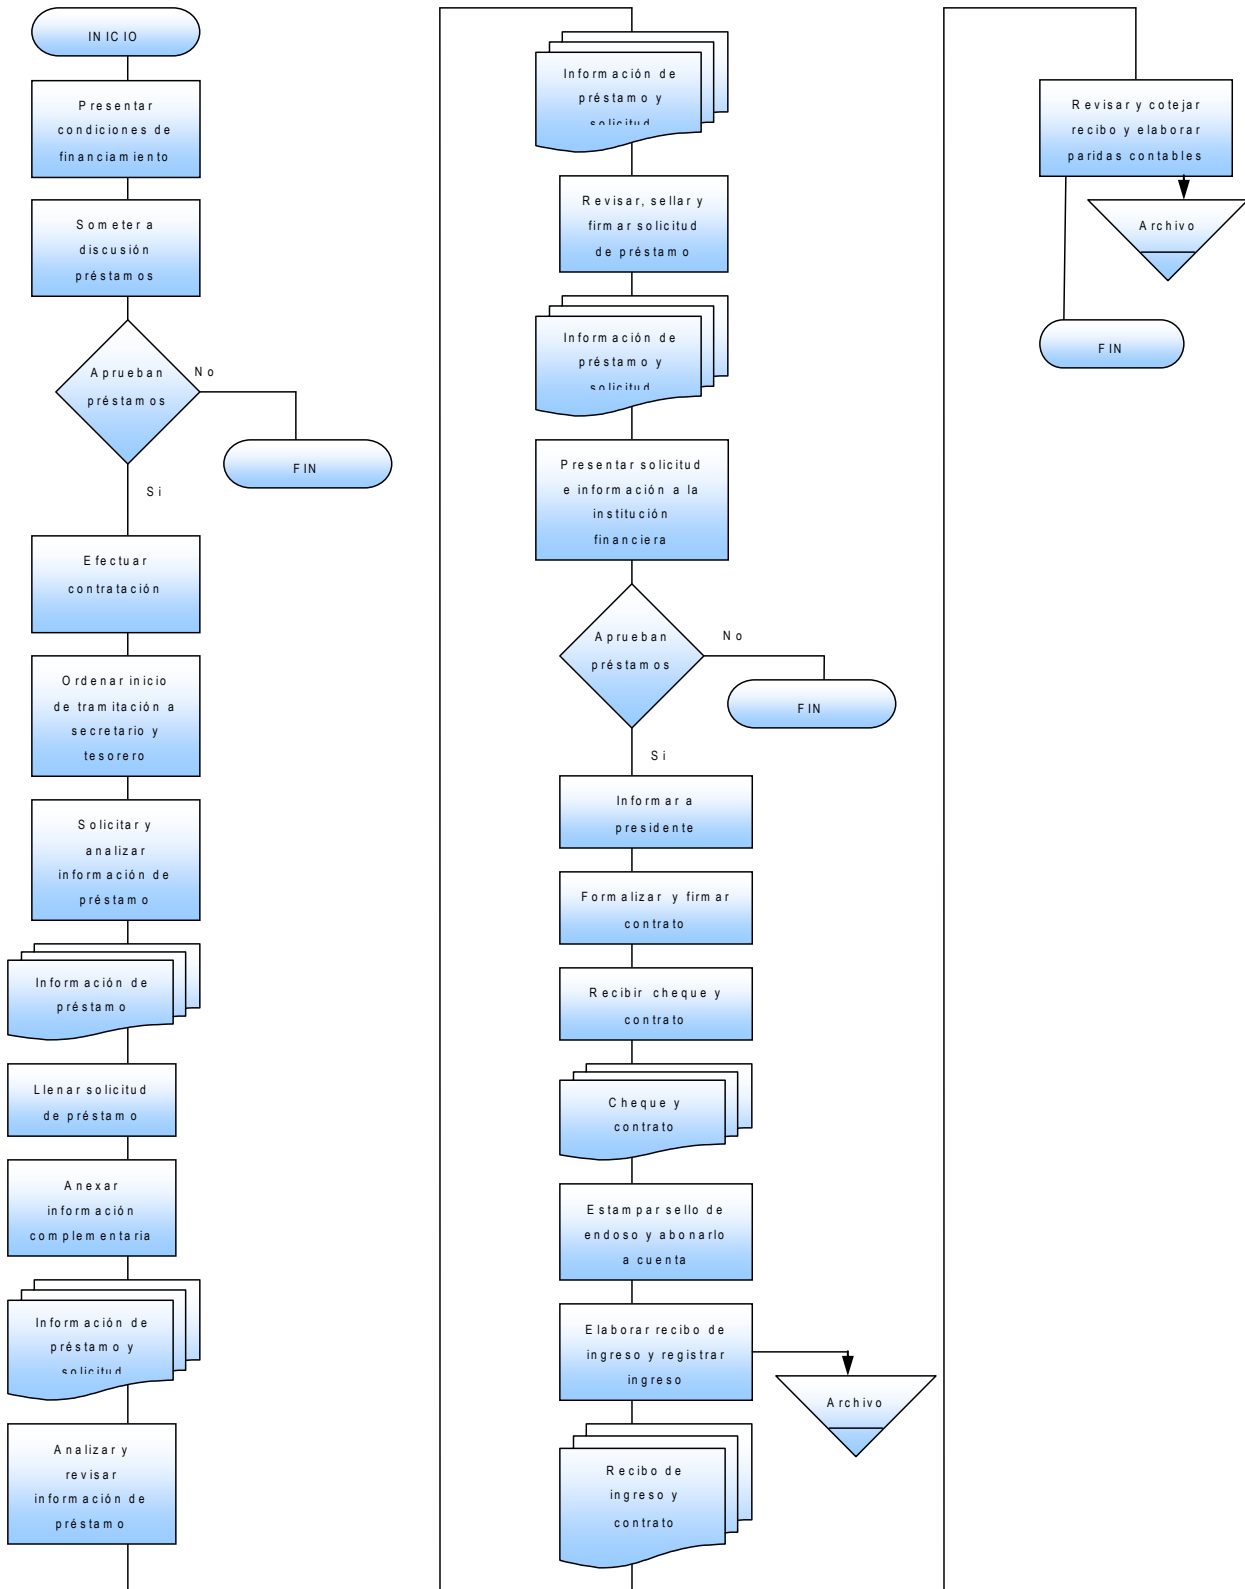 INICIO
Presentar
condiciones de
financiamiento
Someter a
discusión
préstamos
Aprueban
préstamos
No
FIN
Si
Efectuar
contratación
Ordenar inicio
de tramitación a
secretario y
tesorero
Solicitar y
analizar
información de
préstamo
Información de
préstamo
Llenar solicitud
de préstamo
Anexar
información
complementaria
Información de
préstamo y
solicitud
Analizar y
revisar
información de
préstamo
Información de
préstamo y
solicitud
Revisar, sellar y
firmar solicitud
de préstamo
Información de
préstamo y
solicitud
Presentar solicitud
e información a la
institución
financiera
Aprueban
préstamos
No
FIN
Si
Informar a
presidente
Formalizar y firmar
contrato
Recibir cheque y
contrato
Cheque y
contrato
Estampar sello de
endoso y abonarlo
a cuenta
Elaborar recibo de
ingreso y registrar
ingreso
Archivo
Recibo de
ingreso y
contrato
Revisar y cotejar
recibo y elaborar
paridas contables
Archivo
FIN